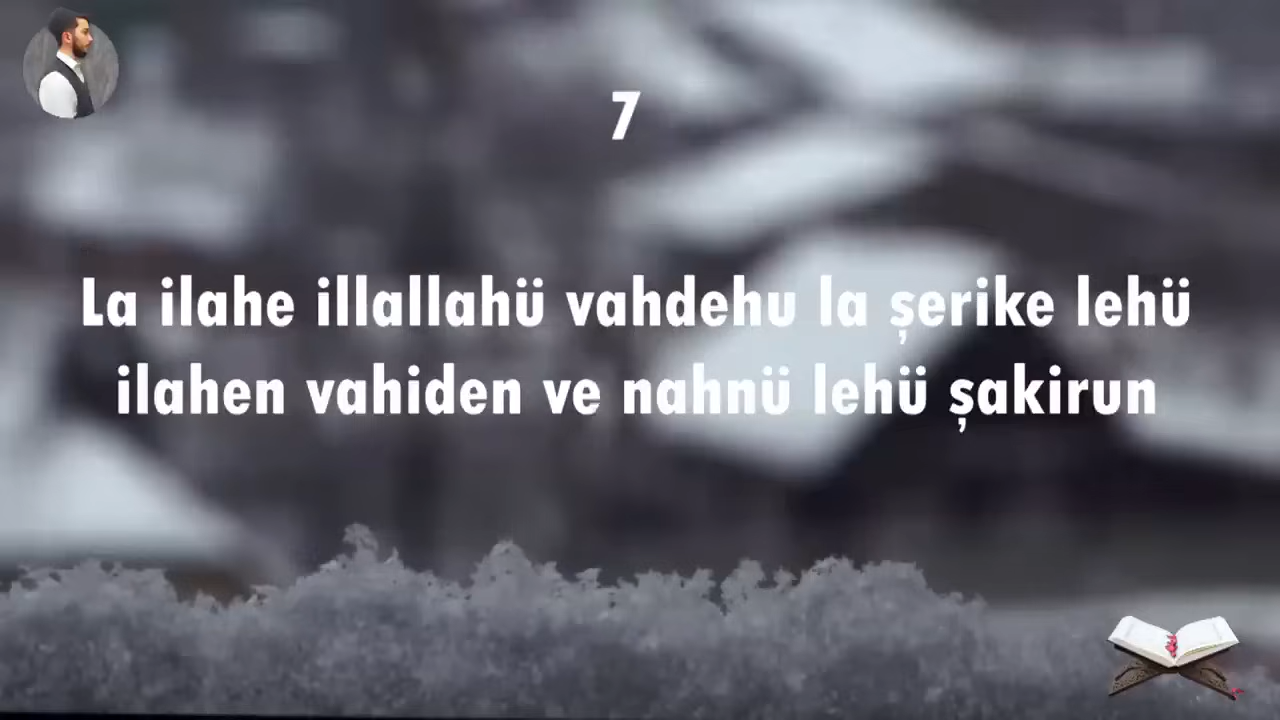 7
La ilahe illallahü vahdehu la şerike lehü
ilahen vahiden ve nahnü lehü şakirun